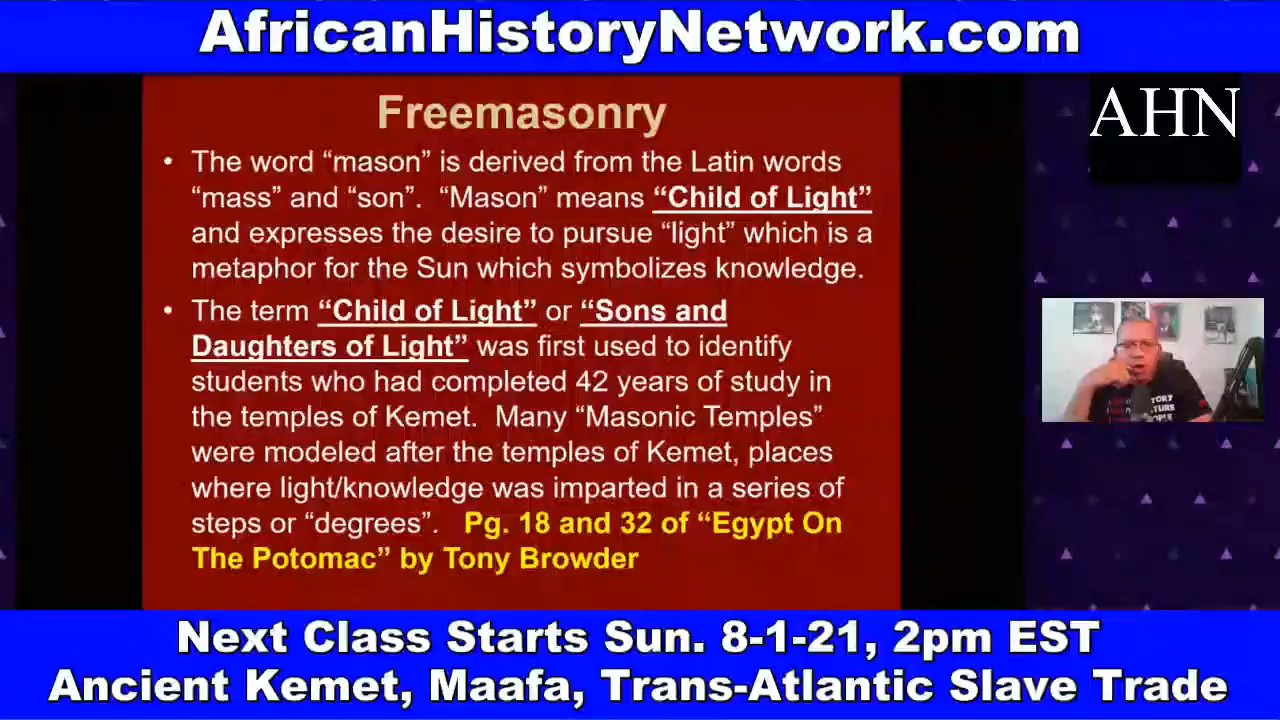 AfricanHistoryNetwork.com
AHN
Freemasonry
• The word “mason” is derived from the Latin words
“mass” and “son”. “Mason” means “Child of Light”
and expresses the desire to pursue “light” which is a
metaphor for the Sun which symbolizes knowledge.
• The term “Child of Light” or “Sons and
Daughters of Light” was first used to identify
students who had completed 42 years of study in
the temples of Kemet. Many “Masonic Temples”
were modeled after the temples of Kemet, places
where light/knowledge was imparted in a series of
steps or “degrees”. Pg. 18 and 32 of “Egypt On
The Potomac” by Tony Browder
Next Class Starts Sun. 8-1-21, 2pm EST
Ancient Kemet, Maafa, Trans-Atlantic Slave Trade